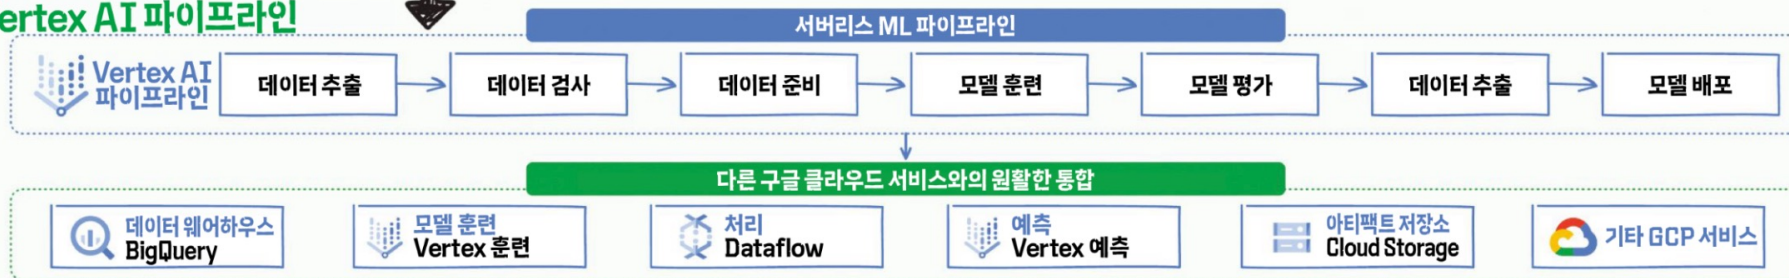 ertex AI 파이프라인
서버리스 ML 파이프라인
Vertex AI
파이프라인
데이터 추출
데이터 검사
데이터 준비
모델 훈련
모델 평가
데이터 추출
모델 배포
다른 구글 클라우드 서비스와의 원활한 통합
데이터 웨어하우스
BigQuery
모델 훈련
Vertex 훈련
처리
Dataflow
예측
Vertex 예측
아티팩트 저장소
Cloud Storage
기타 GCP 서비스